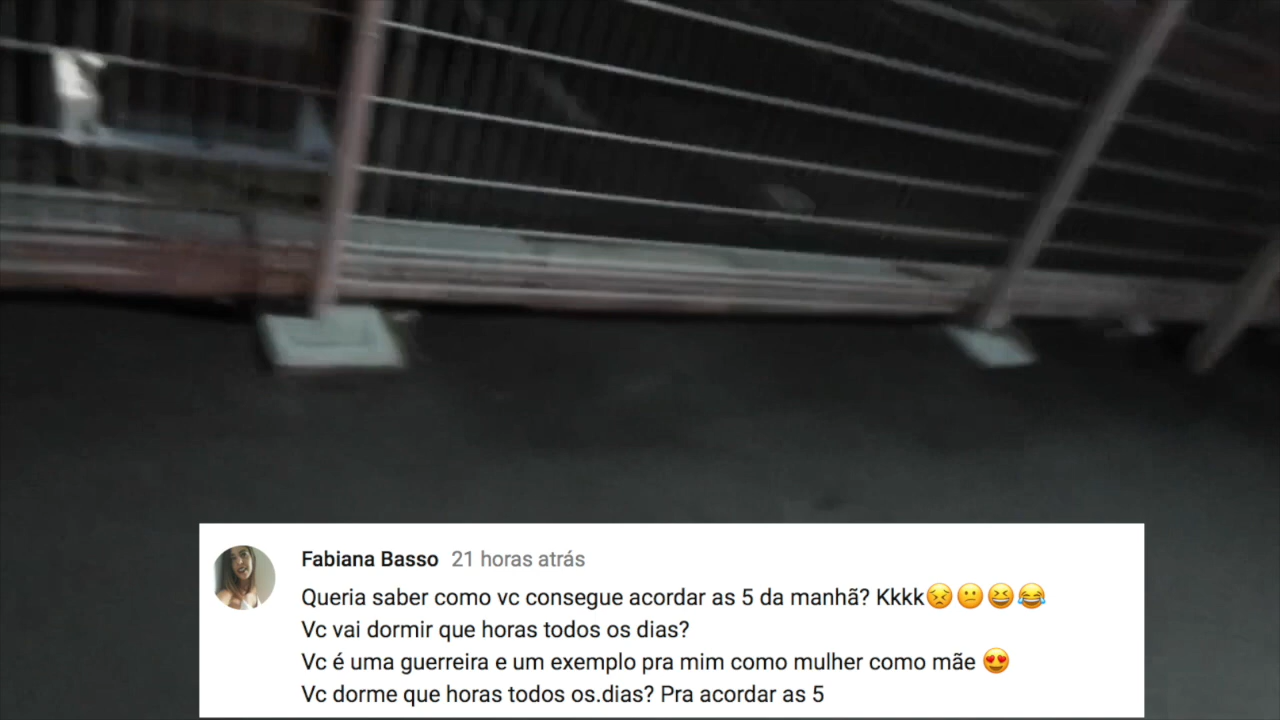 Fabiana Basso 21 horas atrás
Queria saber como vc consegue acordar as 5 da manhã? Kkkk😣😕😆😂
Vc vai dormir que horas todos os dias?
Vc é uma guerreira e um exemplo pra mim como mulher como mãe 😍
Vc dorme que horas todos os.dias? Pra acordar as 5